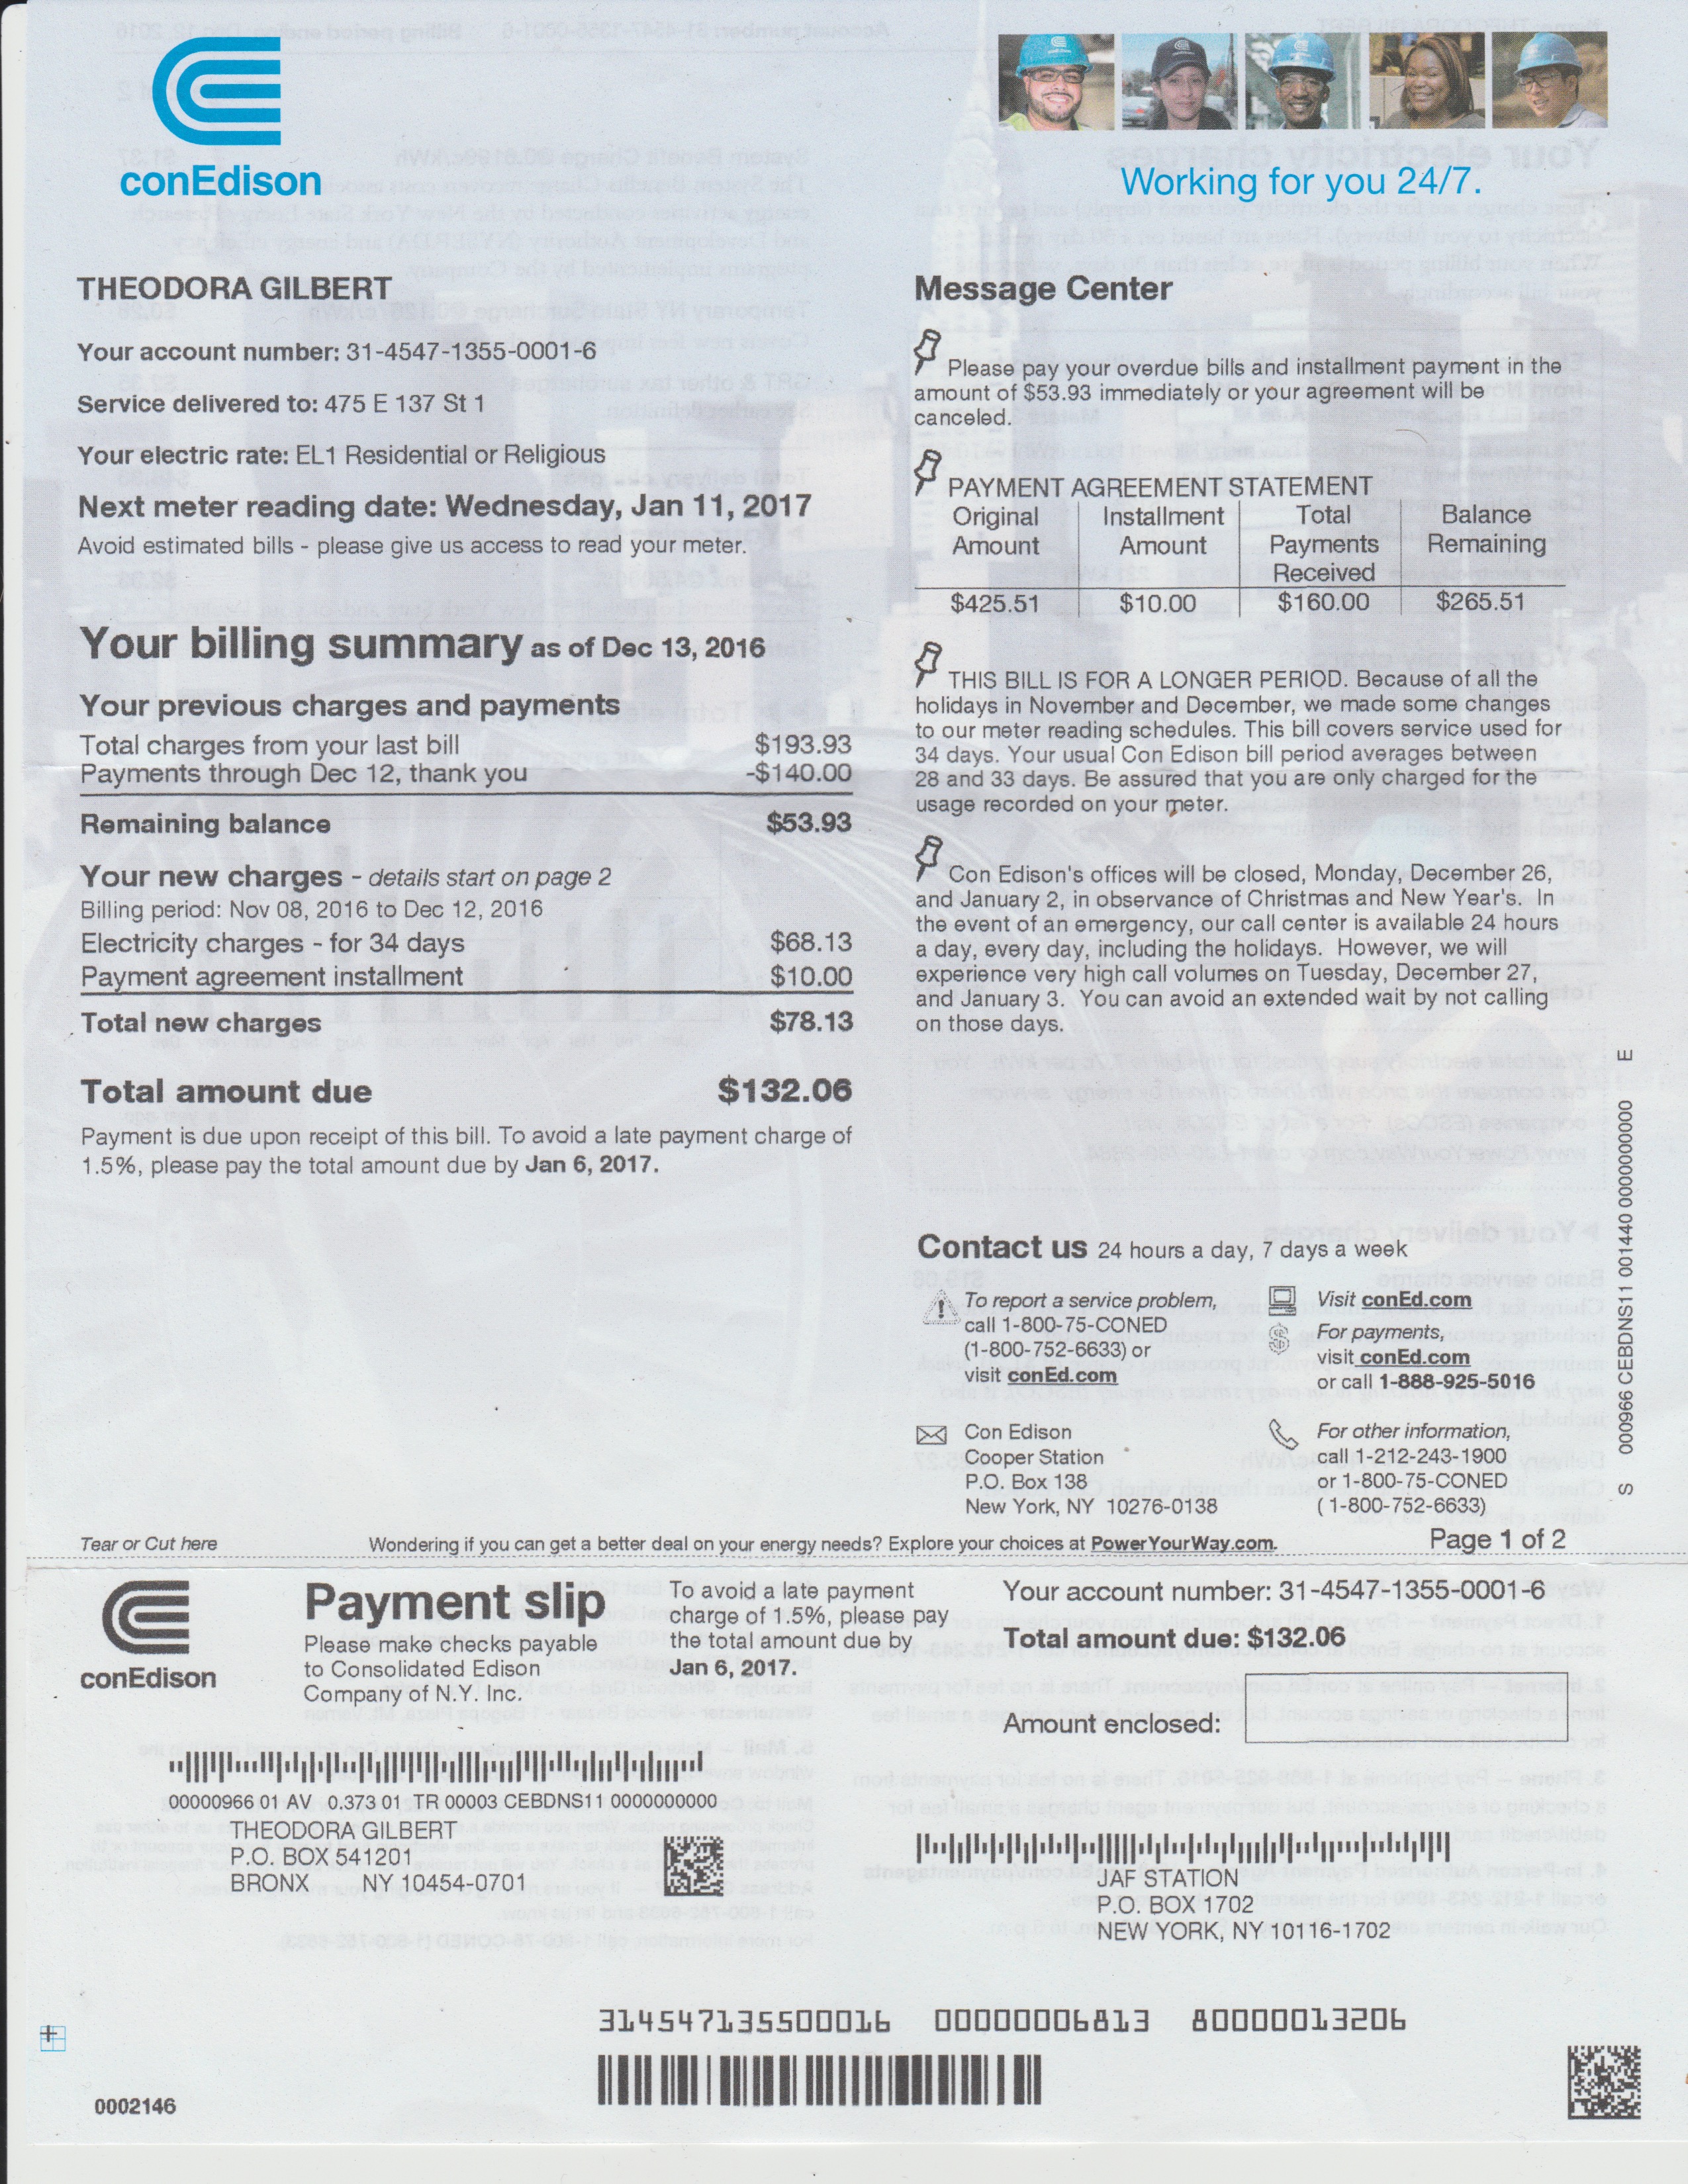 conEdison
Working for you 24/7.
THEODORA GILBERT
Your account number: 31-4547-1355-0001-6
Service delivered to: 475 E 137 St 1
Your electric rate: EL1 Residential or Religious
Next meter reading date: Wednesday, Jan 11, 2017
Avoid estimated bills - please give us access to read your meter.
Your billing summary as of Dec 13, 2016
Your previous charges and payments
Total charges from your last bill $193.93
Payments through Dec 12, thank you -$140.00
Remaining balance $53.93
Your new charges - details start on page 2
Billing period: Nov 08, 2016 to Dec 12, 2016
Electricity charges - for 34 days $68.13
Payment agreement installment $10.00
Total new charges $78.13
Total amount due $132.06
Payment is due upon receipt of this bill. To avoid a late payment charge of
1.5%, please pay the total amount due by Jan 6, 2017.
Message Center
Please pay your overdue bills and installment payment in the
amount of $53.93 immediately or your agreement will be
canceled.
PAYMENT AGREEMENT STATEMENT
Original Installment Total Balance
Amount Amount Payments Remaining
Received
$425.51 $10.00 $160.00 $265.51
THIS BILL IS FOR A LONGER PERIOD. Because of all the
holidays in November and December, we made some changes
to our meter reading schedules. This bill covers service used for
34 days. Your usual Con Edison bill period averages between
28 and 33 days. Be assured that you are only charged for the
usage recorded on your meter.
Con Edison's offices will be closed, Monday, December 26,
and January 2, in observance of Christmas and New Year's. In
the event of an emergency, our call center is available 24 hours
a day, every day, including the holidays. However, we will
experience very high call volumes on Tuesday, December 27,
and January 3. You can avoid an extended wait by not calling
on those days.
Contact us 24 hours a day, 7 days a week
To report a service problem,
call 1-800-75-CONED
(1-800-752-6633) or
visit conEd.com
Visit conEd.com
For payments,
visit conEd.com
or call 1-888-925-5016
Con Edison
Cooper Station
P.O. Box 138
New York, NY 10276-0138
For other information,
call 1-212-243-1900
or 1-800-75-CONED
( 1-800-752-6633)
S 000966 CEBDNS11 001440 0000000000 E
Tear or Cut here
Wondering if you can get a better deal on your energy needs? Explore your choices at PowerYourWay.com.
Page 1 of 2
conEdison
Payment slip
Please make checks payable
to Consolidated Edison
Company of N.Y. Inc.
To avoid a late payment
charge of 1.5%, please pay
the total amount due by
Jan 6, 2017.
Your account number: 31-4547-1355-0001-6
Total amount due: $132.06
Amount enclosed:
00000966 01 AV 0.373 01 TR 00003 CEBDNS11 0000000000
THEODORA GILBERT
P.O. BOX 541201
BRONX NY 10454-0701
JAF STATION
P.O. BOX 1702
NEW YORK, NY 10116-1702
314547135500016 00000006813 80000013206
0002146